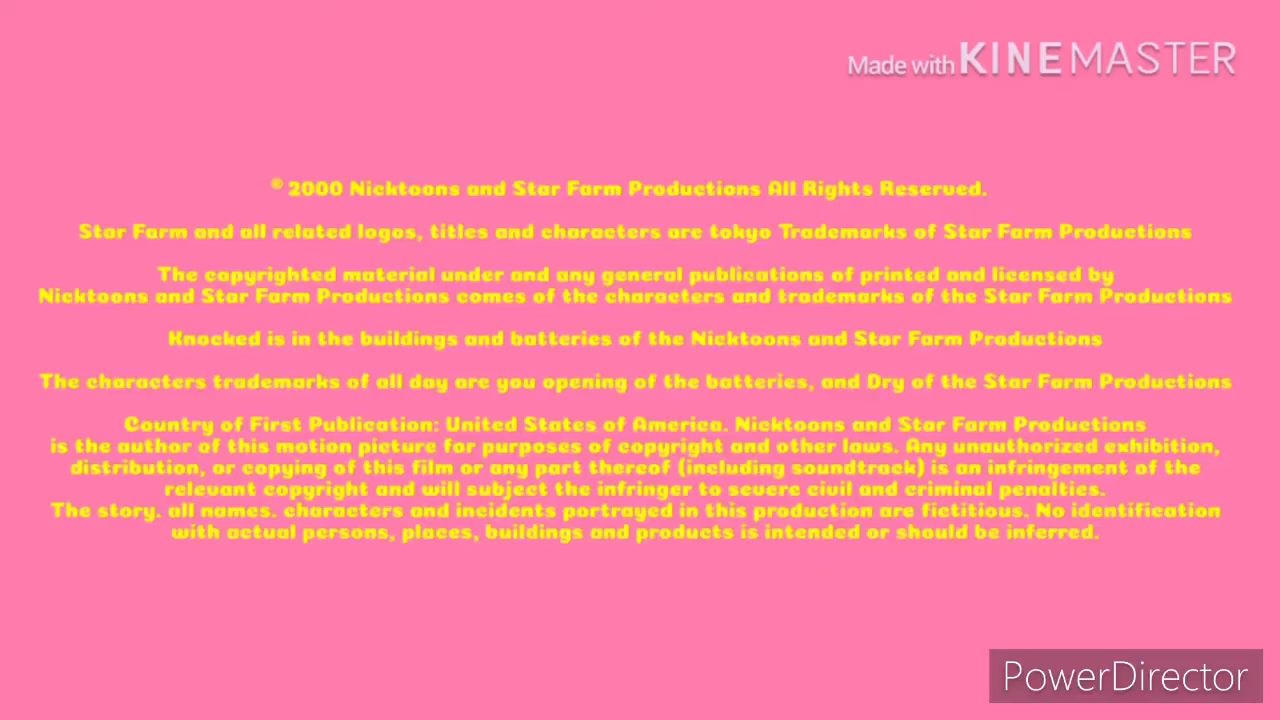 Made with KINEMASTER
© 2000 Nicktoons and Star Farm Productions All Rights Reserved.
Star Farm and all related logos, titles and characters are tokyo Trademarks of Star Farm Productions
The copyrighted material under and any general publications of printed and licensed by
Nicktoons and Star Farm Productions comes of the characters and trademarks of the Star Farm Productions
Knocked is in the buildings and batteries of the Nicktoons and Star Farm Productions
The characters trademarks of all day are you opening of the batteries, and Dry of the Star Farm Productions
Country of First Publication: United States of America. Nicktoons and Star Farm Productions
is the author of this motion picture for purposes of copyright and other laws. Any unauthorized exhibition,
distribution, or copying of this film or any part thereof (including soundtrack) is an infringement of the
relevant copyright and will subject the infringer to severe civil and criminal penalties.
The story. all names. characters and incidents portrayed in this production are fictitious. No identification
with actual persons, places, buildings and products is intended or should be inferred.
PowerDirector